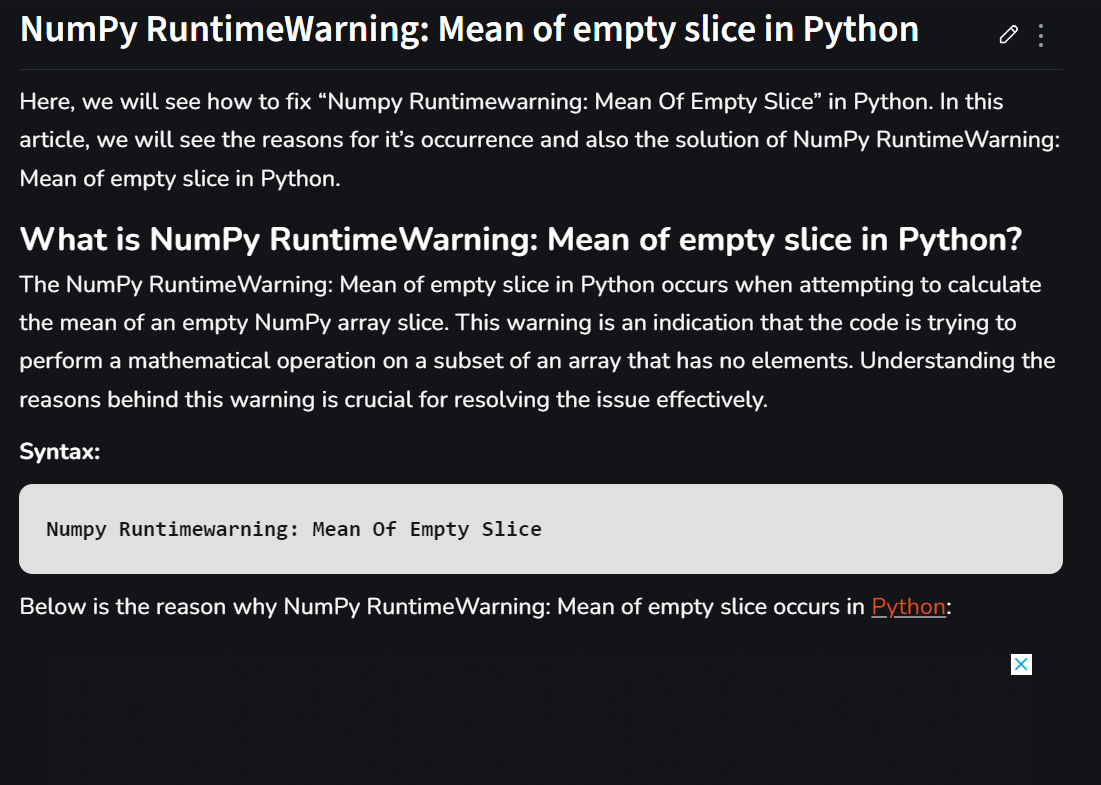 NumPy RuntimeWarning: Mean of empty slice in Python
Here, we will see how to fix “Numpy Runtimewarning: Mean Of Empty Slice” in Python. In this
article, we will see the reasons for it’s occurrence and also the solution of NumPy RuntimeWarning:
Mean of empty slice in Python.
What is NumPy RuntimeWarning: Mean of empty slice in Python?
The NumPy RuntimeWarning: Mean of empty slice in Python occurs when attempting to calculate
the mean of an empty NumPy array slice. This warning is an indication that the code is trying to
perform a mathematical operation on a subset of an array that has no elements. Understanding the
reasons behind this warning is crucial for resolving the issue effectively.
Syntax:
Numpy Runtimewarning: Mean Of Empty Slice
Below is the reason why NumPy RuntimeWarning: Mean of empty slice occurs in Python: